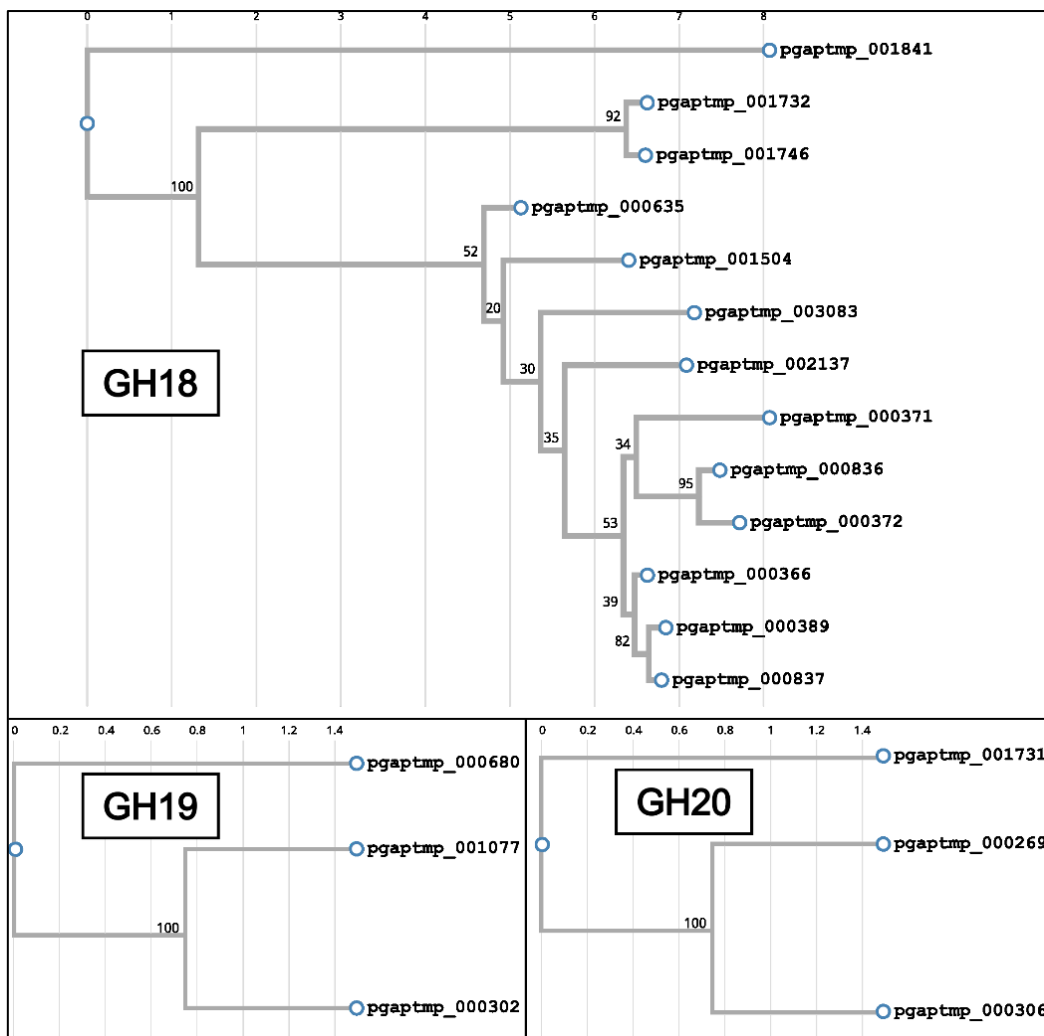 0 1 2 3 4 5 6 7 8
pgaptmp_001841
pgaptmp_001732
92
pgaptmp_001746
100
pgaptmp_000635
52
pgaptmp_001504
20
pgaptmp_003083
30
pgaptmp_002137
GH18
pgaptmp_000371
35
34
pgaptmp_000836
95
pgaptmp_000372
53
pgaptmp_000366
39
pgaptmp_000389
82
pgaptmp_000837
0 0.2 0.6 0.6 0.8 1 1.2 1.4
pgaptmp_000680
GH19
pgaptmp_001077
100
pgaptmp_000302
0 0.2 0.4 0.6 0.8 1 1.2 1.4
pgaptmp_001731
GH20
pgaptmp_000269
100
pgaptmp_000306